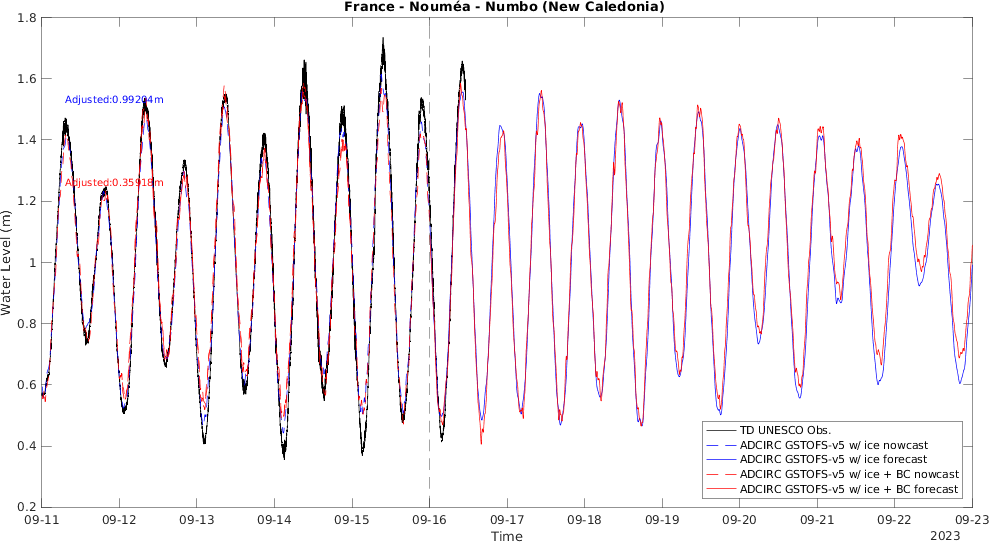 France - Nouméa - Numbo (New Caledonia)
1.8
1.6
1.4
1.2
1
0.8
0.6
0.4
0.2
Water Level (m)
Adjusted:0.99204m
Adjusted:0.35918m
TD UNESCO Obs.
ADCIRC GSTOFS-v5 w/ ice nowcast
ADCIRC GSTOFS-v5 w/ ice forecast
ADCIRC GSTOFS-v5 w/ ice + BC nowcast
ADCIRC GSTOFS-v5 w/ ice + BC forecast
09-11 09-12 09-13 09-14 09-15 09-16 09-17 09-18 09-19 09-20 09-21 09-22 09-23
Time
2023